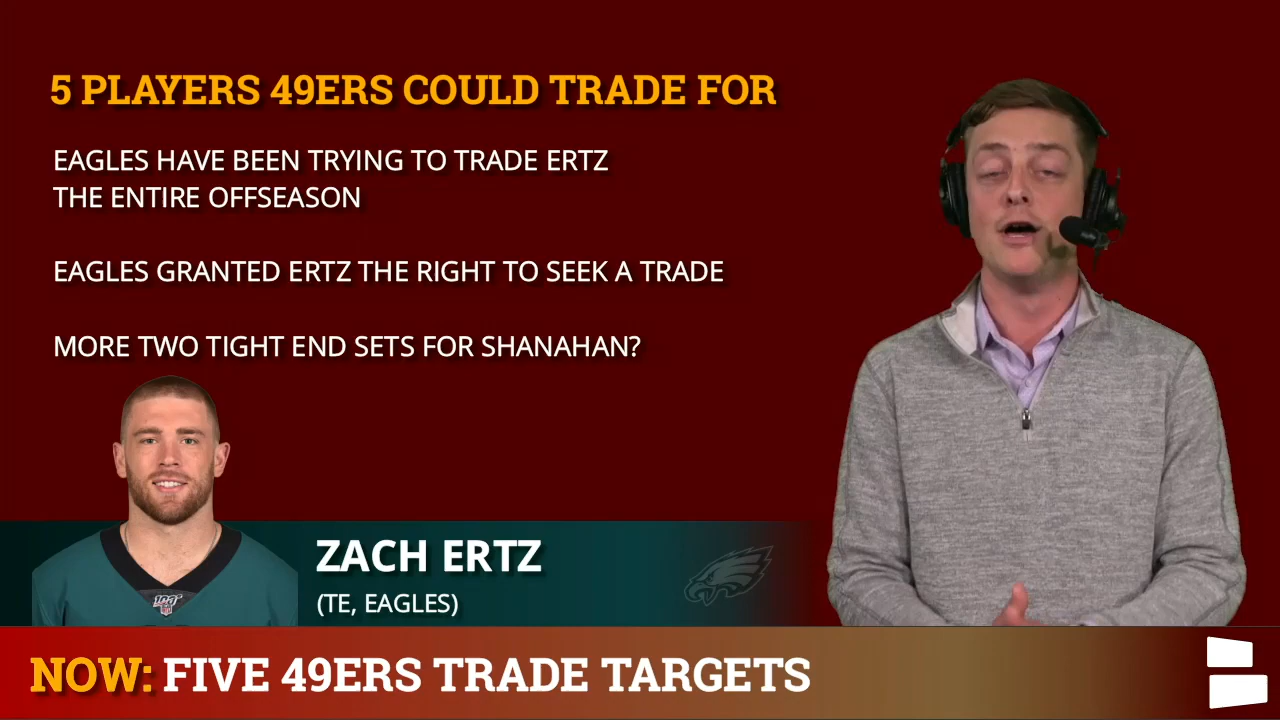 5 PLAYERS 49ERS COULD TRADE FOR
EAGLES HAVE BEEN TRYING TO TRADE ERTZ
THE ENTIRE OFFSEASON
EAGLES GRANTED ERTZ THE RIGHT TO SEEK A TRADE
MORE TWO TIGHT END SETS FOR SHANAHAN?
ZACH ERTZ
(TE, EAGLES)
NOW: FIVE 49ERS TRADE TARGETS